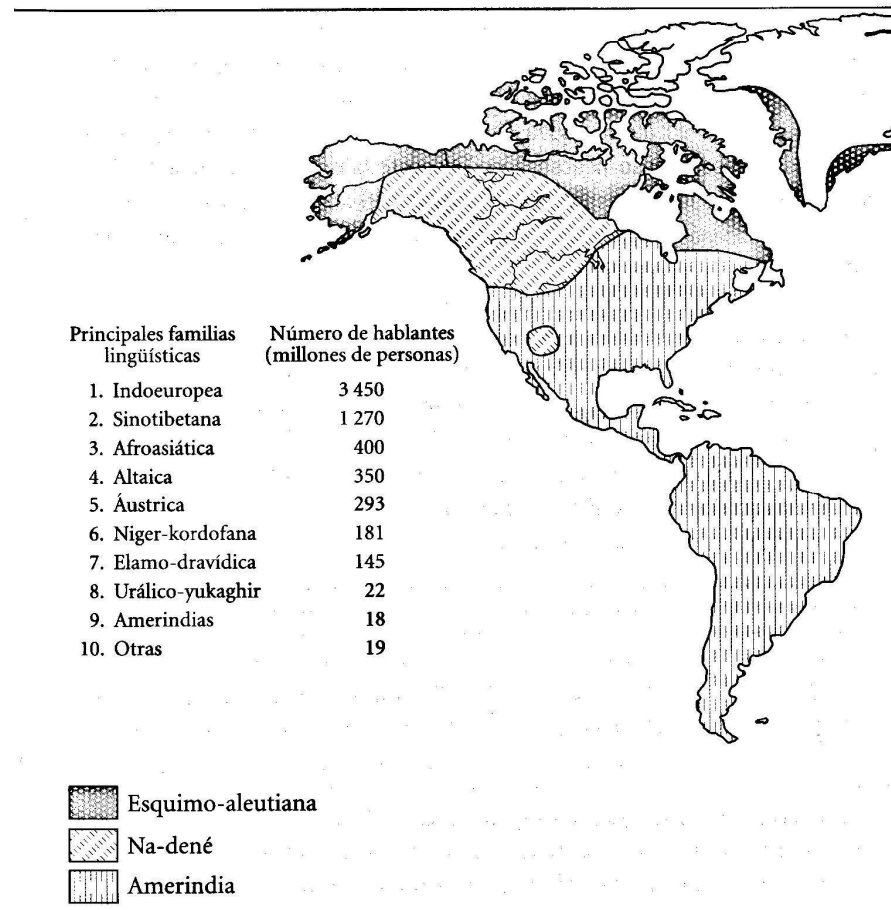 Principales familias lingüísticas
Número de hablantes (millones de personas)
1. Indoeuropea 3 450
2. Sinotibetana 1 270
3. Afroasiática 400
4. Altaica 350
5. Áustrica 293
6. Niger-kordofana 181
7. Elamo-dravídica 145
8. Urálico-yukaghir 22
9. Amerindias 18
10. Otras 19
Esquimo-aleutiana
Na-dené
Amerindia